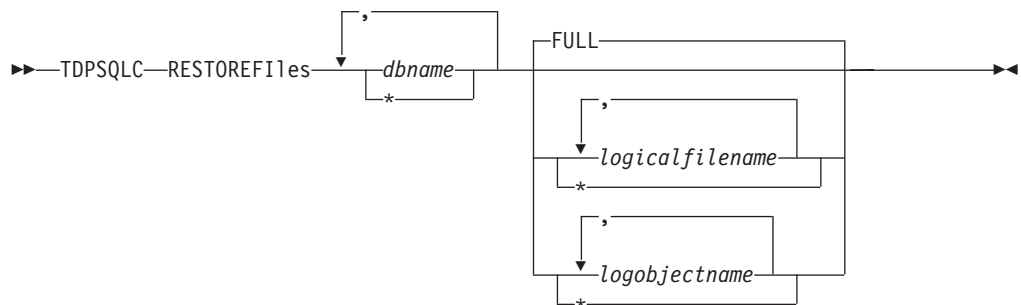 ,
FULL
TDPSQLC RESTOREFIles dbname
*
,
logicalfilename
*
,
logobjectname
*